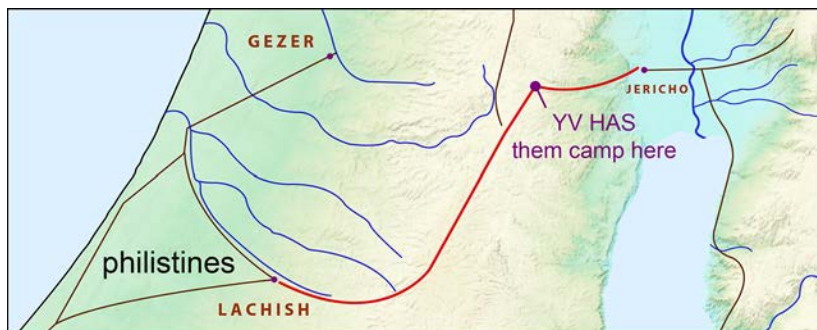 GEZER
JERICHO
YV HAS
them camp here
philistines
LACHISH